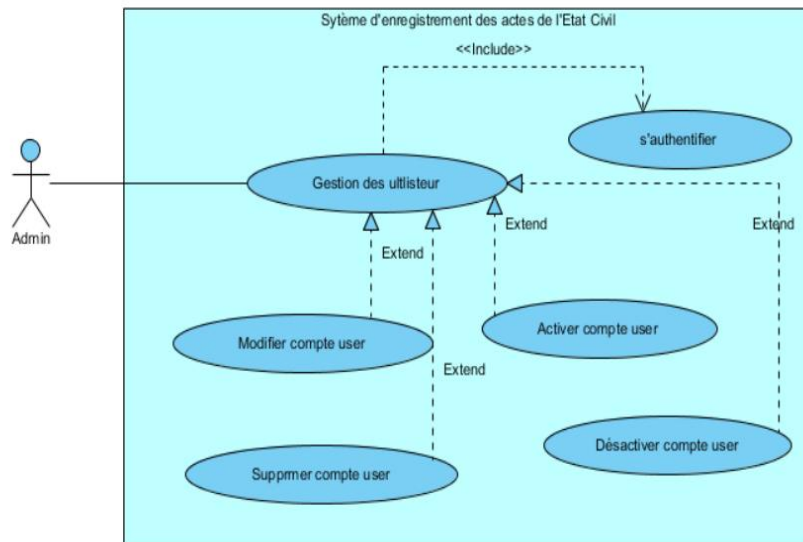 Sytème d'enregistrement des actes de l'Etat Civil
<<Include>>
s'authentifier
Gestion des ultlisteur
Admin
Extend
Extend
Extend
Modifier compte user
Activer compte user
Extend
Supprmer compte user
Désactiver compte user